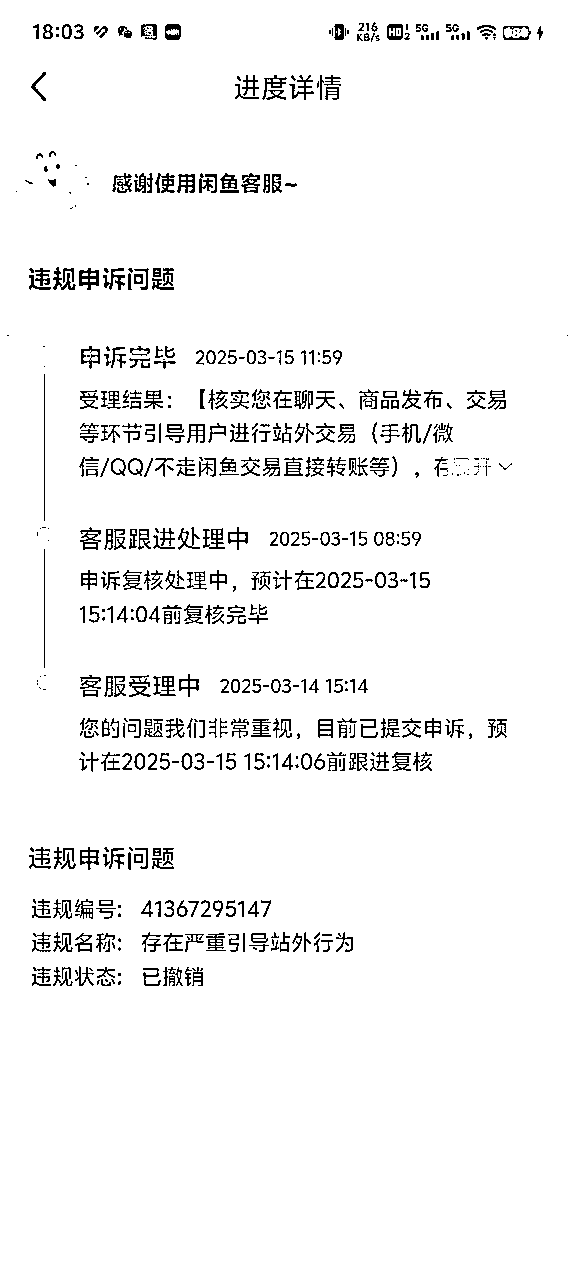 18:03
216 KB/s HD 1 2 5G 5G
进度详情
感谢使用闲鱼客服~
违规申诉问题
申诉完毕 2025-03-15 11:59
受理结果：【核实您在聊天、商品发布、交易
等环节引导用户进行站外交易（手机/微
信/QQ/不走闲鱼交易直接转账等），存展开
客服跟进处理中 2025-03-15 08:59
申诉复核处理中，预计在2025-03-15
15:14:04前复核完毕
客服受理中 2025-03-14 15:14
您的问题我们非常重视，目前已提交申诉，预
计在2025-03-15 15:14:06前跟进复核
违规申诉问题
违规编号: 41367295147
违规名称: 存在严重引导站外行为
违规状态: 已撤销